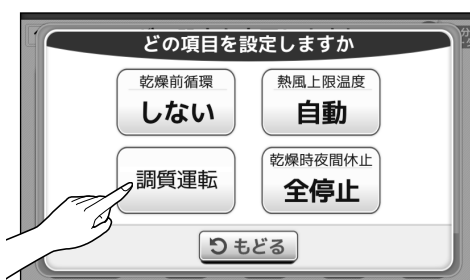 どの項目を設定しますか
乾燥前循環
しない
熱風上限温度
自動
調質運転
乾燥時夜間休止
全停止
もどる